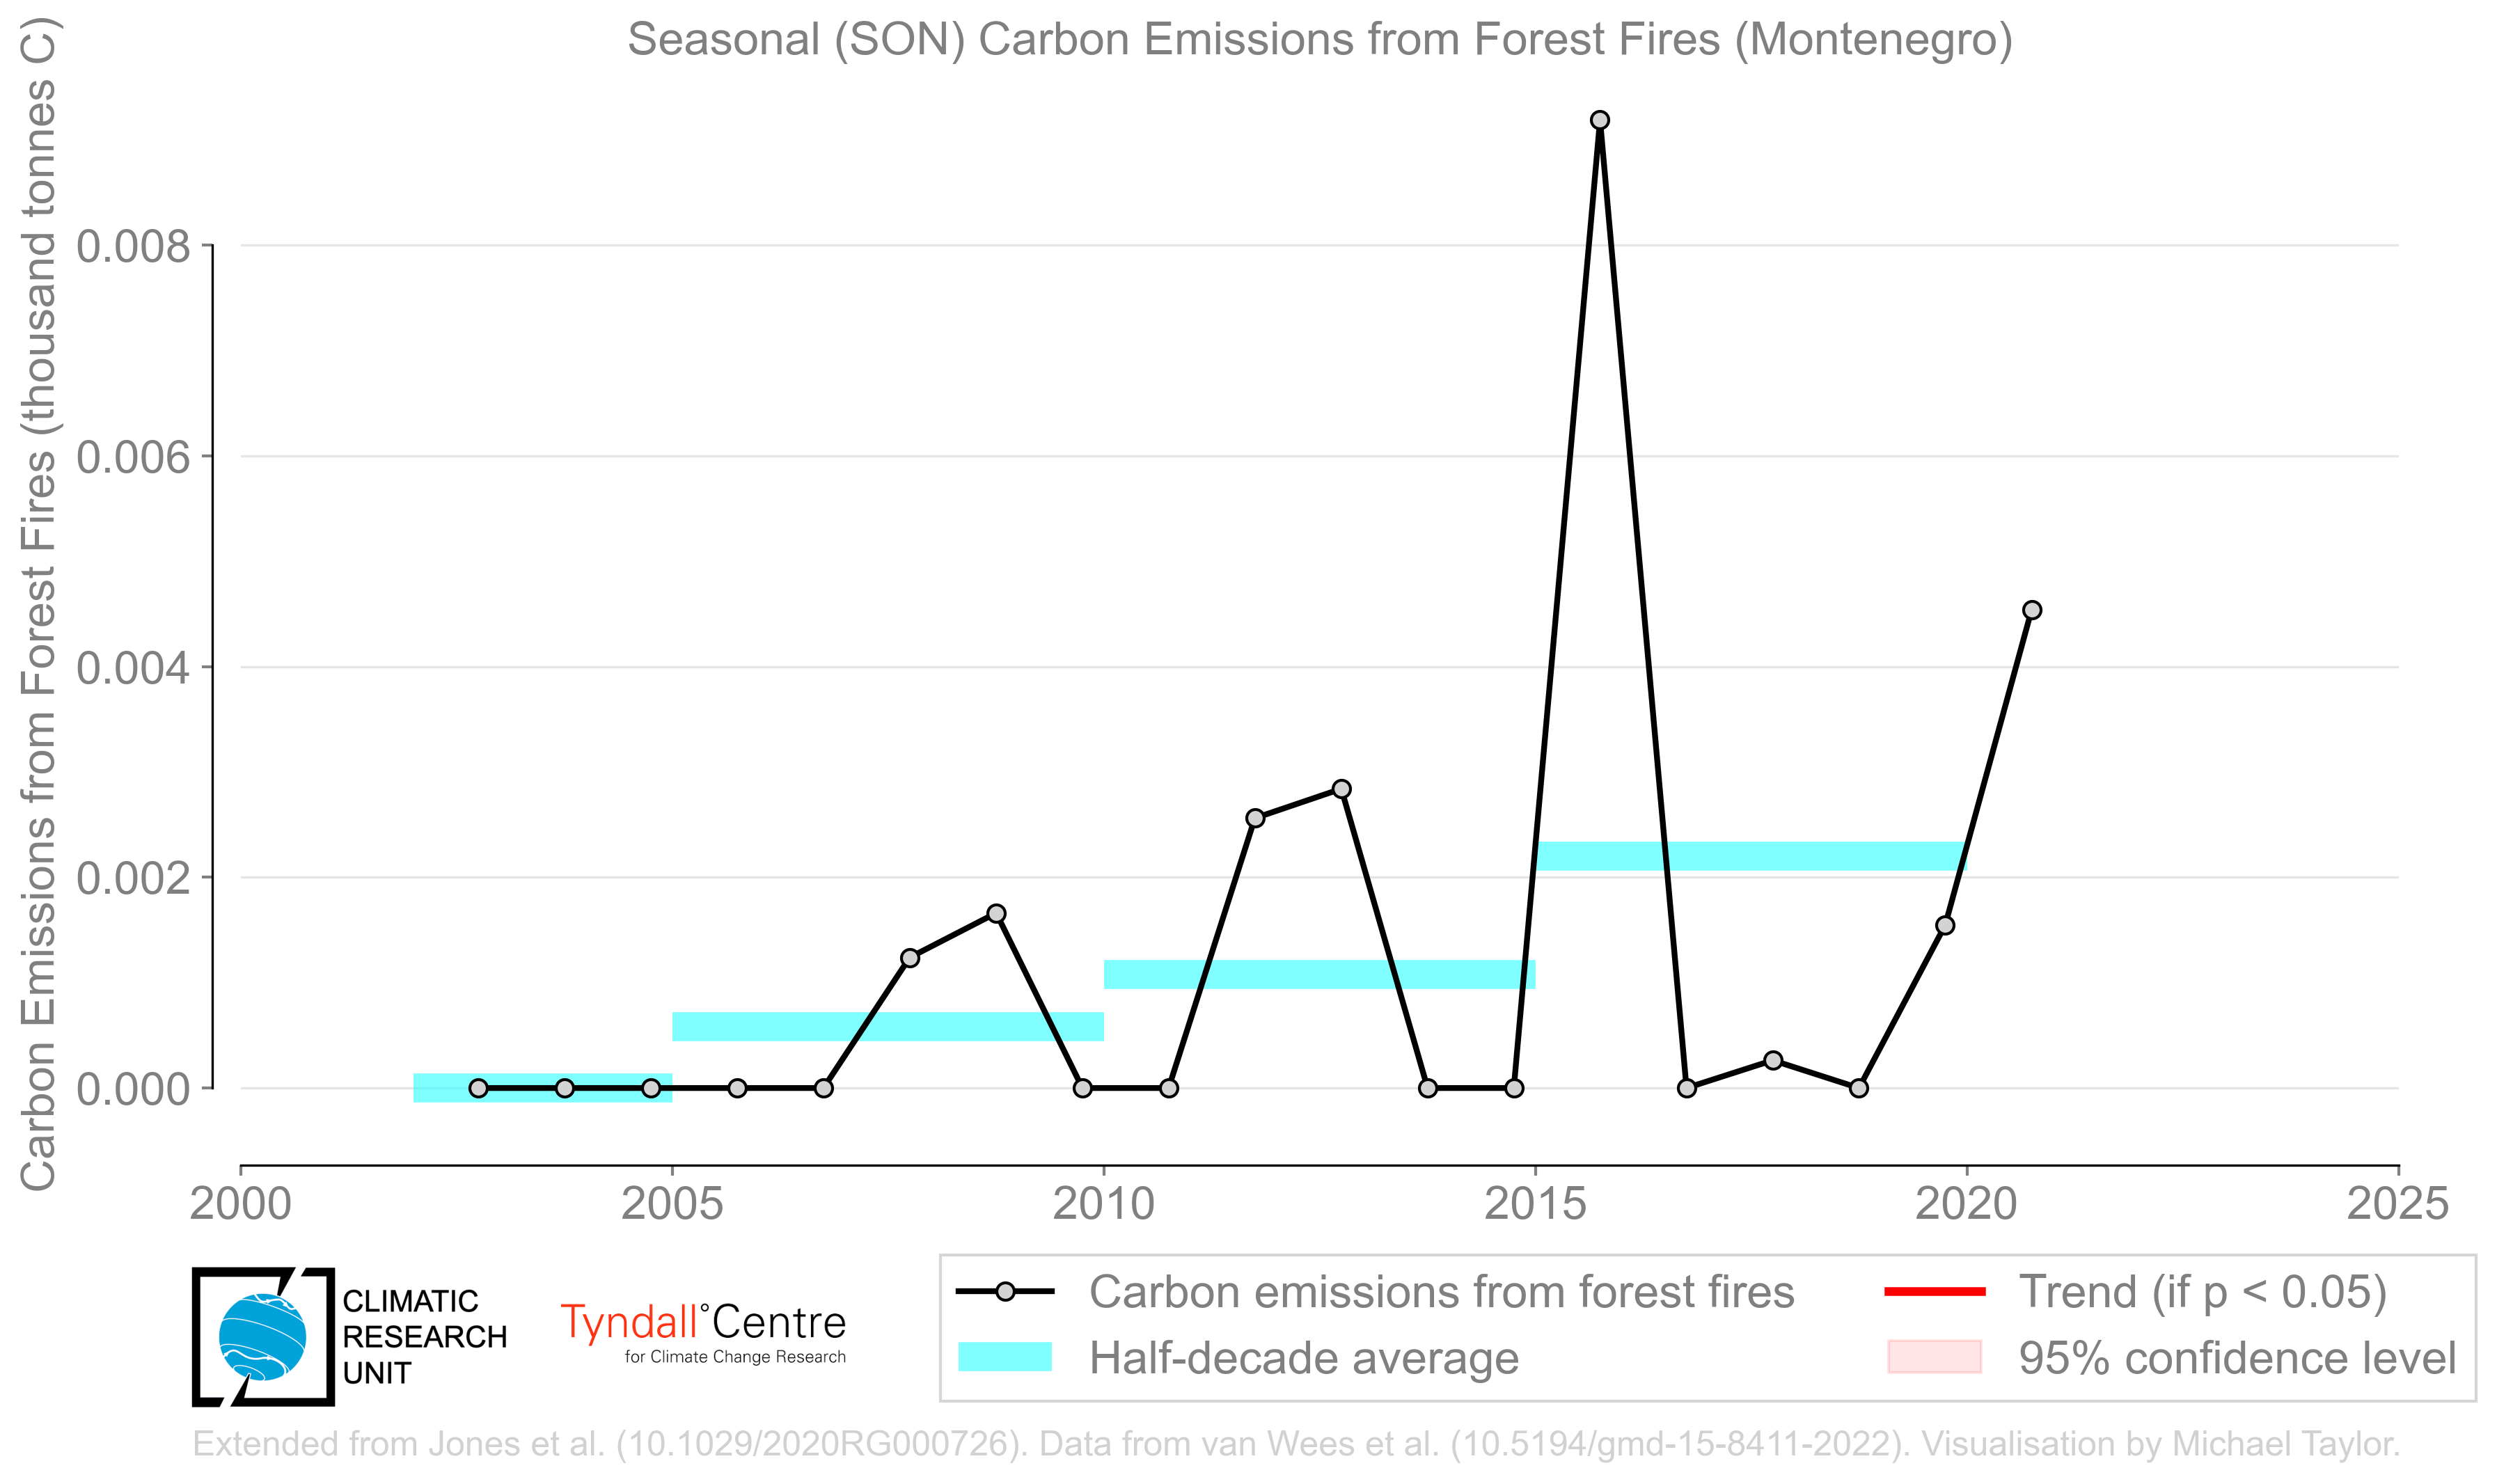 Seasonal (SON) Carbon Emissions from Forest Fires (Montenegro)
Carbon Emissions from Forest Fires (thousand tonnes C)
0.008
0.006
0.004
0.002
0.000
2000 2005 2010 2015 2020 2025
Carbon emissions from forest fires
Trend (if p < 0.05)
Half-decade average
95% confidence level
CLIMATIC
RESEARCH
UNIT
Tyndall°Centre
for Climate Change Research
Extended from Jones et al. (10.1029/2020RG000726). Data from van Wees et al. (10.5194/gmd-15-8411-2022). Visualisation by Michael Taylor.